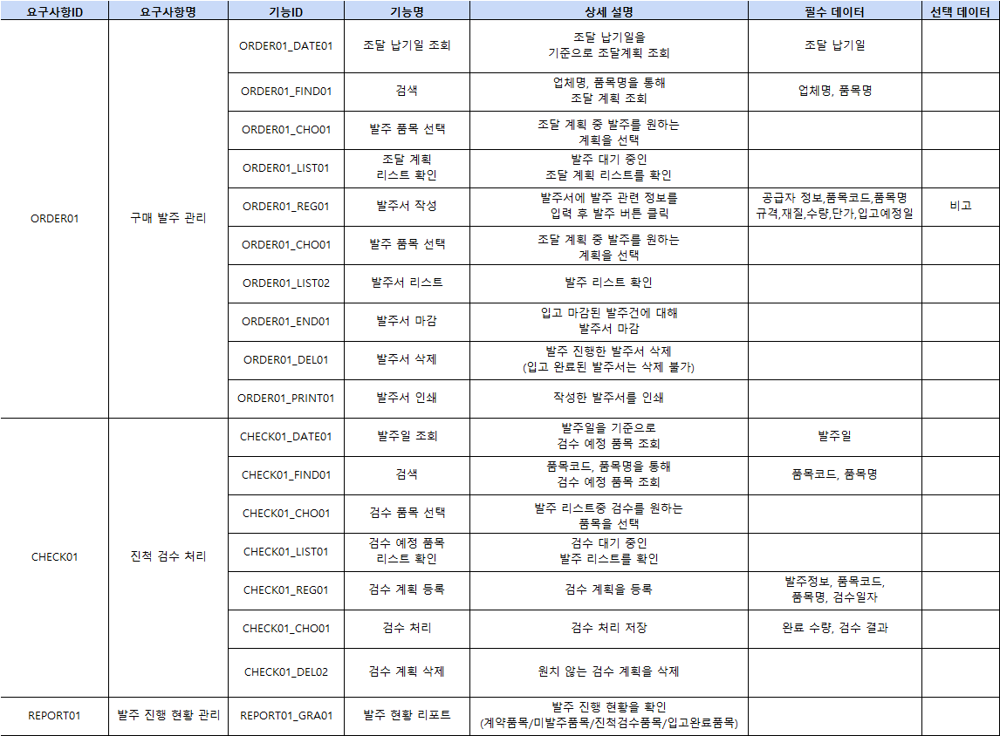 요구사항ID 요구사항명 기능ID 기능명 상세 설명 필수 데이터 선택 데이터
ORDER01 구매 발주 관리
ORDER01_DATE01 조달 납기일 조회 조달 납기일을
기준으로 조달계획 조회 조달 납기일
ORDER01_FIND01 검색 업체명, 품목명을 통해
조달 계획 조회 업체명, 품목명
ORDER01_CHO01 발주 품목 선택 조달 계획 중 발주를 원하는
계획을 선택
ORDER01_LIST01 조달 계획
리스트 확인 발주 대기 중인
조달 계획 리스트를 확인
ORDER01_REG01 발주서 작성 발주서에 발주 관련 정보를
입력 후 발주 버튼 클릭 공급자 정보,품목코드,품목명
규격,재질,수량,단가,입고예정일 비고
ORDER01_CHO01 발주 품목 선택 조달 계획 중 발주를 원하는
계획을 선택
ORDER01_LIST02 발주서 리스트 발주 리스트 확인
ORDER01_END01 발주서 마감 입고 마감된 발주건에 대해
발주서 마감
ORDER01_DEL01 발주서 삭제 발주 진행한 발주서 삭제
(입고 완료된 발주서는 삭제 불가)
ORDER01_PRINT01 발주서 인쇄 작성한 발주서를 인쇄
CHECK01 진척 검수 처리
CHECK01_DATE01 발주일 조회 발주일을 기준으로
검수 예정 품목 조회 발주일
CHECK01_FIND01 검색 품목코드, 품목명을 통해
검수 예정 품목 조회 품목코드, 품목명
CHECK01_CHO01 검수 품목 선택 발주 리스트중 검수를 원하는
품목을 선택
CHECK01_LIST01 검수 예정 품목
리스트 확인 검수 대기 중인
발주 리스트를 확인
CHECK01_REG01 검수 계획 등록 검수 계획을 등록 발주정보, 품목코드,
품목명, 검수일자
CHECK01_CHO01 검수 처리 검수 처리 저장 완료 수량, 검수 결과
CHECK01_DEL02 검수 계획 삭제 원치 않는 검수 계획을 삭제
REPORT01 발주 진행 현황 관리 REPORT01_GRA01 발주 현황 리포트 발주 진행 현황을 확인
(계약품목/미발주품목/진척검수품목/입고완료품목)